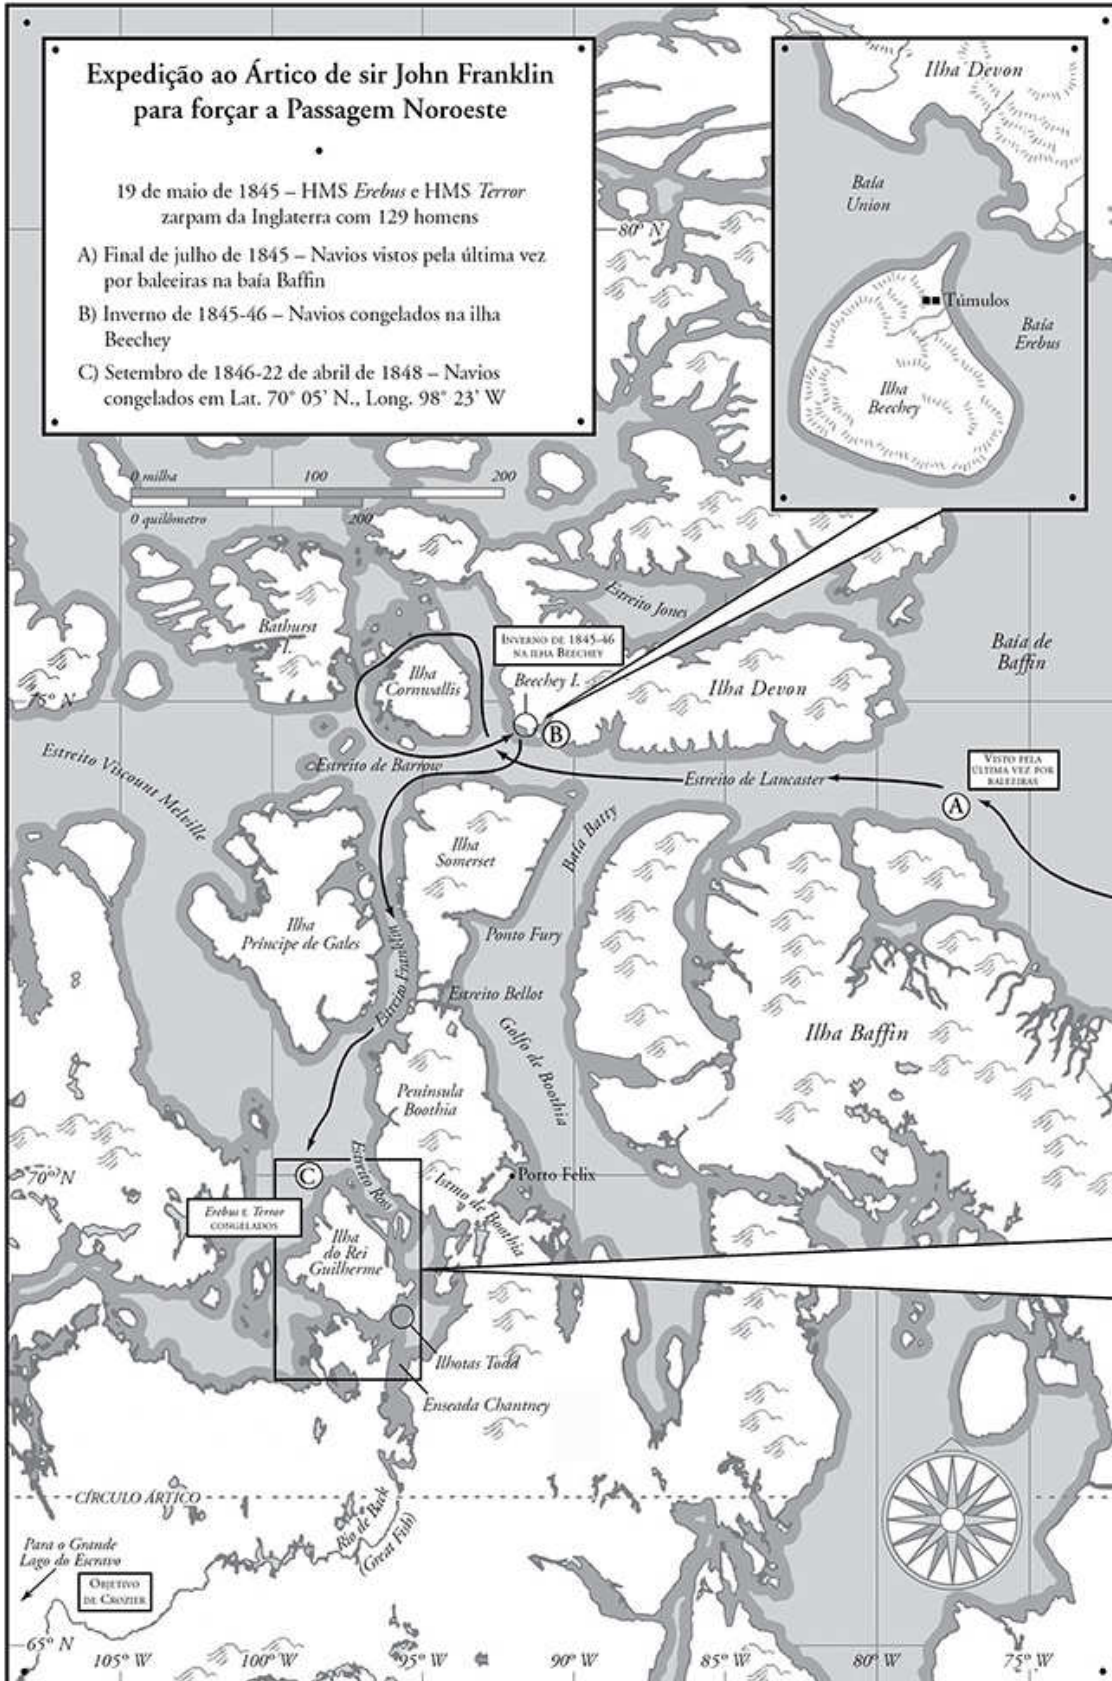 Expedição ao Ártico de sir John Franklin
para forçar a Passagem Noroeste
•
19 de maio de 1845 – HMS Erebus e HMS Terror
zarpam da Inglaterra com 129 homens
A) Final de julho de 1845 – Navios vistos pela última vez
por baleeiras na baía Baffin
B) Inverno de 1845-46 – Navios congelados na ilha
Beechey
C) Setembro de 1846-22 de abril de 1848 – Navios
congelados em Lat. 70° 05' N., Long. 98° 23' W
Ilha Devon
Baía
Union
Túmulos
Baía
Erebus
Ilha
Beechey
80° N
0 milha 100 200
0 quilômetro 200
Estreito Jones
Bathurst
I.
INVERNO DE 1845-46
NA ILHA BEECHEY
Baía de
Baffin
Ilha
Cornwallis
Beechey I.
Ilha Devon
75° N
B
Estreito Viscount Melville
Estreito de Barrow
Estreito de Lancaster
VISTO PELA
ÚLTIMA VEZ POR
BALEEIRAS
A
Ilha
Somerset
Baía Batty
Ilha
Príncipe de Gales
Ponto Fury
Estreito Franklin
Estreito Bellot
Golfo de Boothia
Ilha Baffin
Península
Boothia
70° N
C
Estreito Ross
Porto Felix
Istmo de Boothia
Erebus E Terror
CONGELADOS
Ilha
do Rei
Guilherme
Ilhotas Todd
Enseada Chantney
CÍRCULO ÁRTICO
Rio de Back
(Great Fish)
Para o Grande
Lago do Escravo
OBJETIVO
DE CROZIER
65° N
105° W 100° W 95° W 90° W 85° W 80° W 75° W